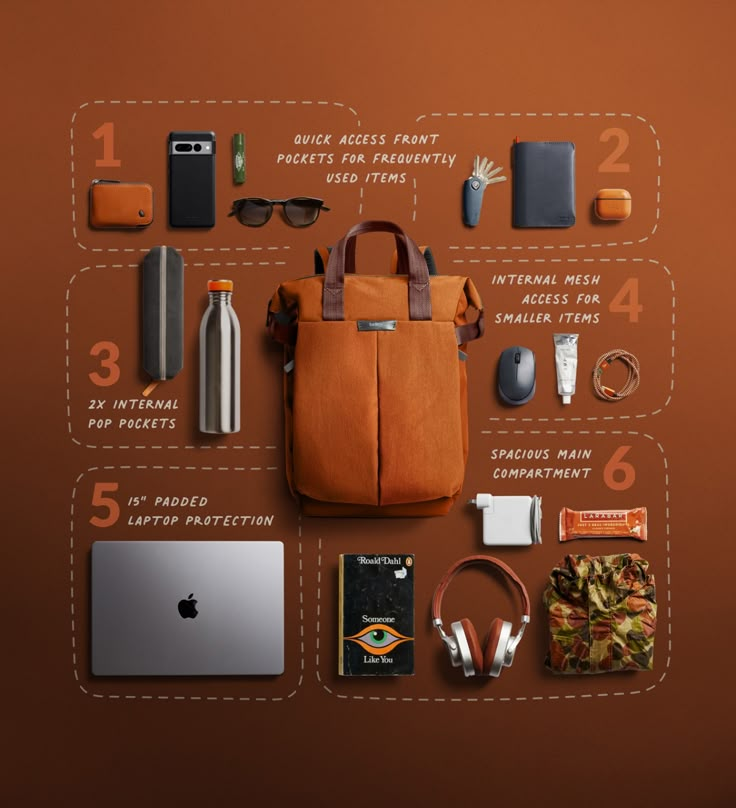 1
QUICK ACCESS FRONT
POCKETS FOR FREQUENTLY
USED ITEMS
2
3
2X INTERNAL
POP POCKETS
INTERNAL MESH
ACCESS FOR
SMALLER ITEMS
4
5
15" PADDED
LAPTOP PROTECTION
SPACIOUS MAIN
COMPARTMENT
6
LÄRABAR
Roald Dahl
Someone
Like You